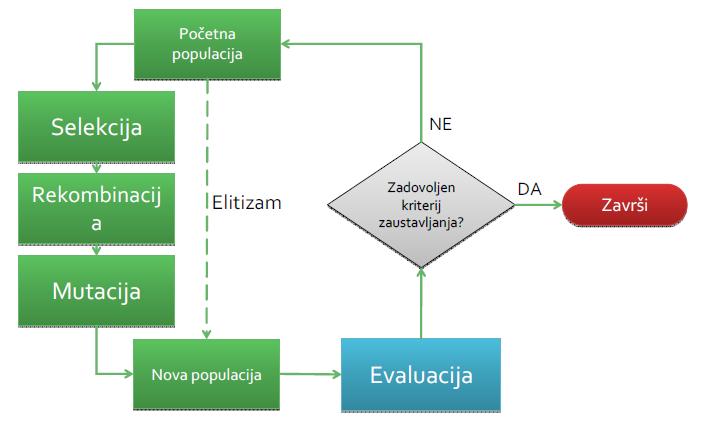 Početna
populacija
Selekcija
Rekombinacij
a
Mutacija
Elitizam
Nova populacija
Evaluacija
Zadovoljen
kriterij
zaustavljanja?
NE
DA
Završi